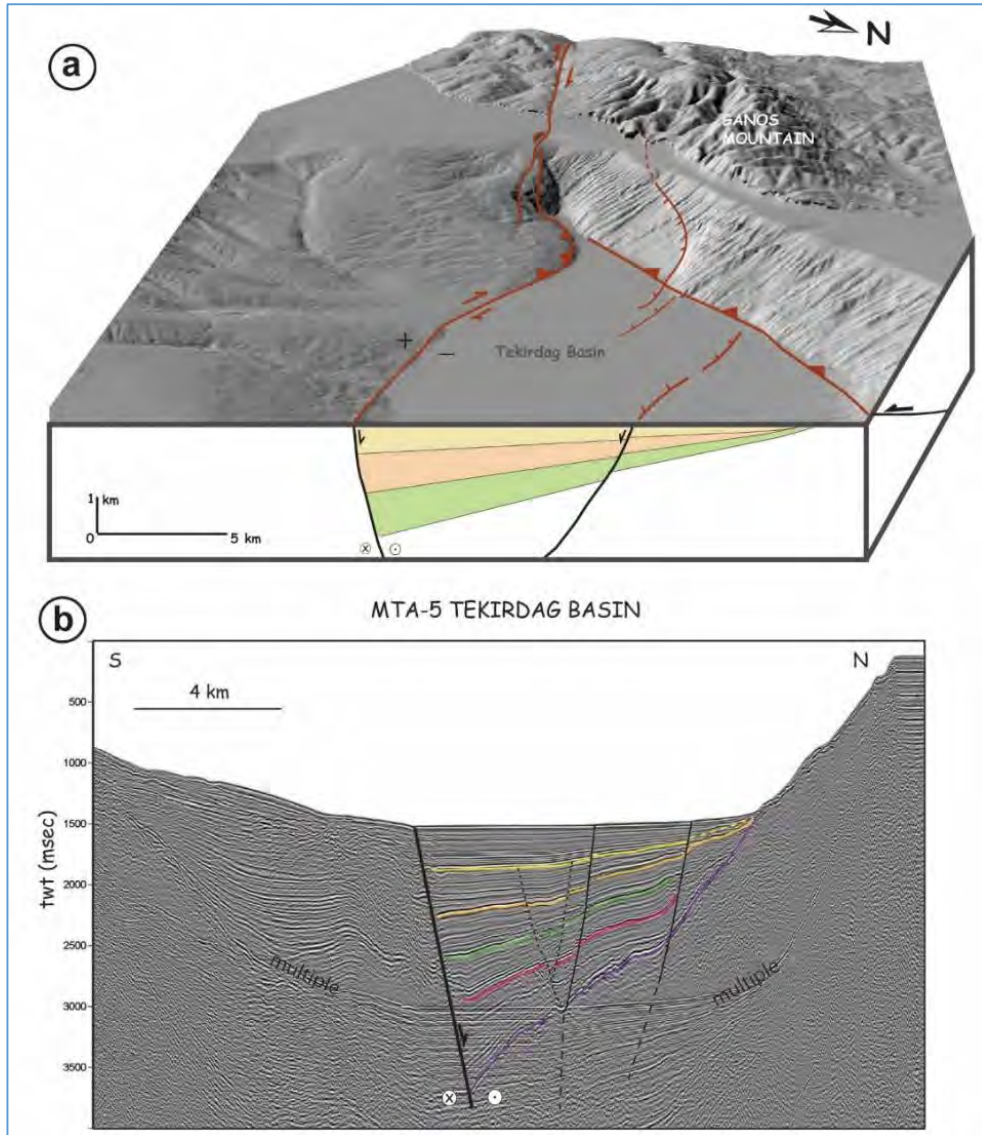 N
a
GANOS
MOUNTAIN
+
−
Tekirdag Basin
1 km
0 5 km
MTA-5 TEKIRDAG BASIN
b
S N
4 km
500
1000
1500
2000
2500
3000
3500
twt (msec)
multiple multiple